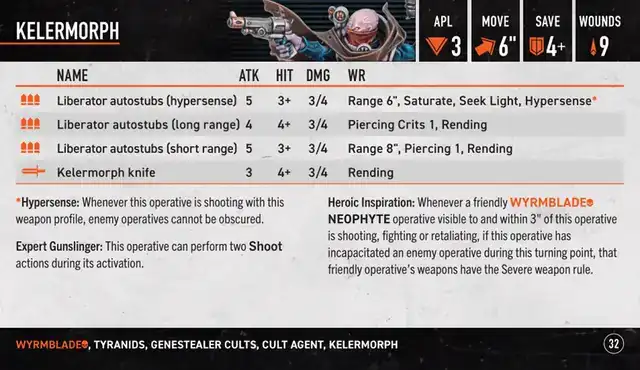 KELERMORPH
APL 3
MOVE 6"
SAVE 4+
WOUNDS 9
NAME ATK HIT DMG WR
Liberator autostubs (hypersense) 5 3+ 3/4 Range 6", Saturate, Seek Light, Hypersense*
Liberator autostubs (long range) 4 4+ 3/4 Piercing Crits 1, Rending
Liberator autostubs (short range) 5 3+ 3/4 Range 8", Piercing 1, Rending
Kelermorph knife 3 4+ 3/4 Rending
*Hypersense: Whenever this operative is shooting with this
weapon profile, enemy operatives cannot be obscured.
Expert Gunslinger: This operative can perform two Shoot
actions during its activation.
Heroic Inspiration: Whenever a friendly WYRMBLADE
NEOPHYTE operative visible to and within 3" of this operative
is shooting, fighting or retaliating, if this operative has
incapacitated an enemy operative during this turning point, that
friendly operative's weapons have the Severe weapon rule.
WYRMBLADE, TYRANIDS, GENESTEALER CULTS, CULT AGENT, KELERMORPH
32